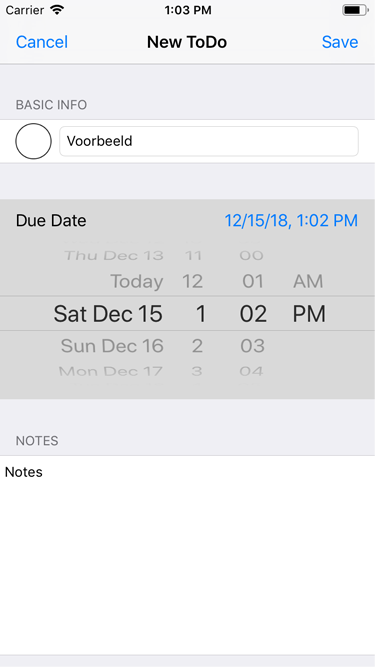 Carrier 1:03 PM
Cancel New ToDo Save
BASIC INFO
Voorbeeld
Due Date 12/15/18, 1:02 PM
Thu Dec 13 11 00
Today 12 01 AM
Sat Dec 15 1 02 PM
Sun Dec 16 2 03
Mon Dec 17 3 04
NOTES
Notes